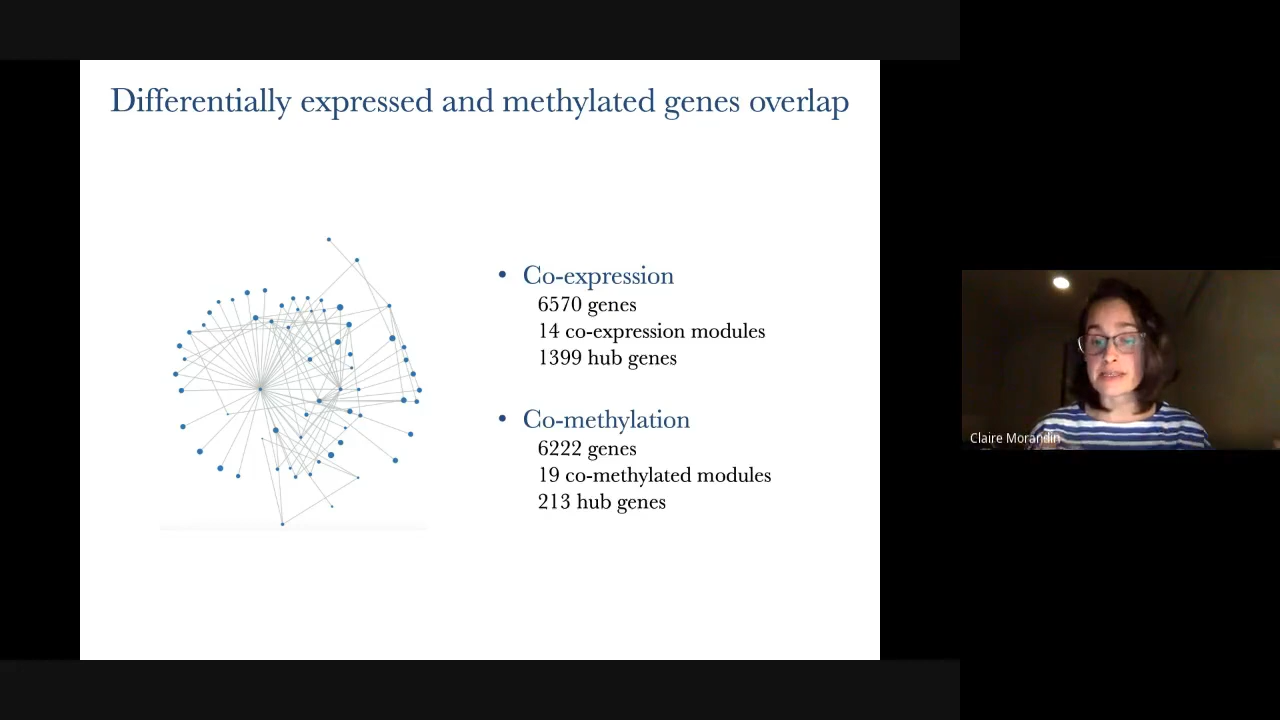 Differentially expressed and methylated genes overlap
• Co-expression
6570 genes
14 co-expression modules
1399 hub genes
• Co-methylation
6222 genes
19 co-methylated modules
213 hub genes
Claire Morandin